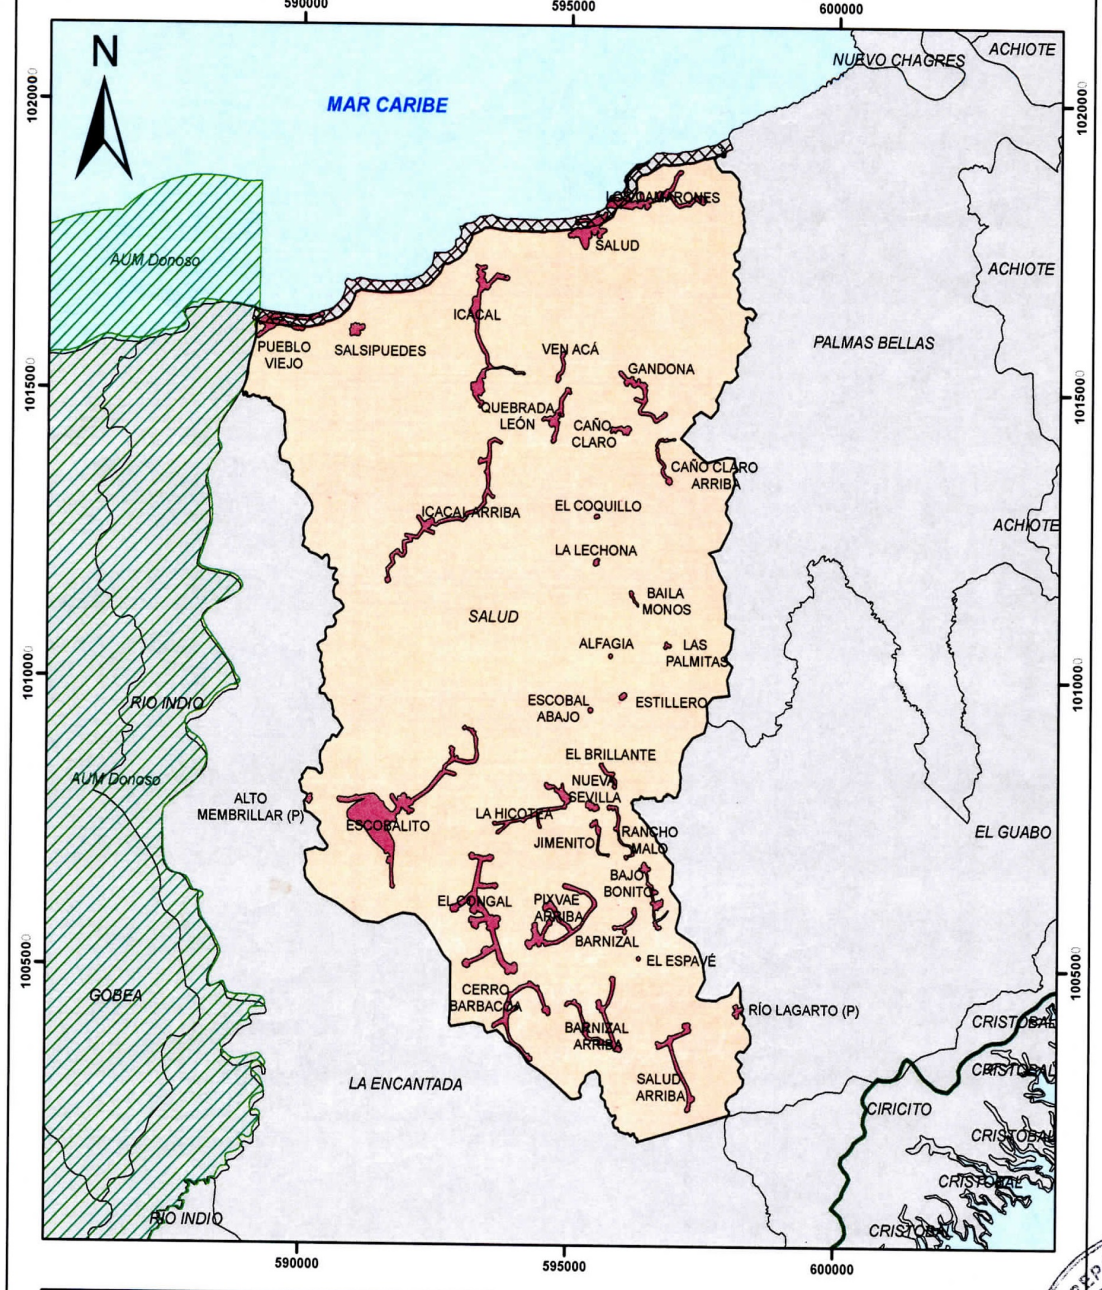 590000
595000
600000
N
MAR CARIBE
NUEVO CHAGRES
ACHIOTE
1020000
1020000
AUM Donoso
LOS CAMARONES
SALUD
ACHIOTE
ICACAL
PUEBLO
VIEJO
SALSIPUEDES
VEN ACÁ
GANDONA
PALMAS BELLAS
1015000
1015000
QUEBRADA
LEÓN
CAÑO
CLARO
CAÑO CLARO
ARRIBA
ICACAL ARRIBA
EL COQUILLO
ACHIOTE
LA LECHONA
BAILA
MONOS
SALUD
ALFAGIA
LAS
PALMITAS
1010000
1010000
RIO INDIO
ESCOBAL
ABAJO
ESTILLERO
EL BRILLANTE
AUM Donoso
NUEVA
SEVILLA
ALTO
MEMBRILLAR (P)
ESCOBALITO
LA HICOTEA
JIMENITO
RANCHO
MALO
EL GUABO
BAJO
BONITO
EL CONGAL
PIXVAE
ARRIBA
BARNIZAL
EL ESPAVÉ
1005000
1005000
GOBEA
CERRO
BARBACOA
BARNIZAL
ARRIBA
RÍO LAGARTO (P)
CRISTOBAL
CRISTOBAL
LA ENCANTADA
SALUD
ARRIBA
CIRICITO
CRISTOBAL
CRISTOBAL
RIO INDIO
CRISTOBAL
590000
595000
600000
REP